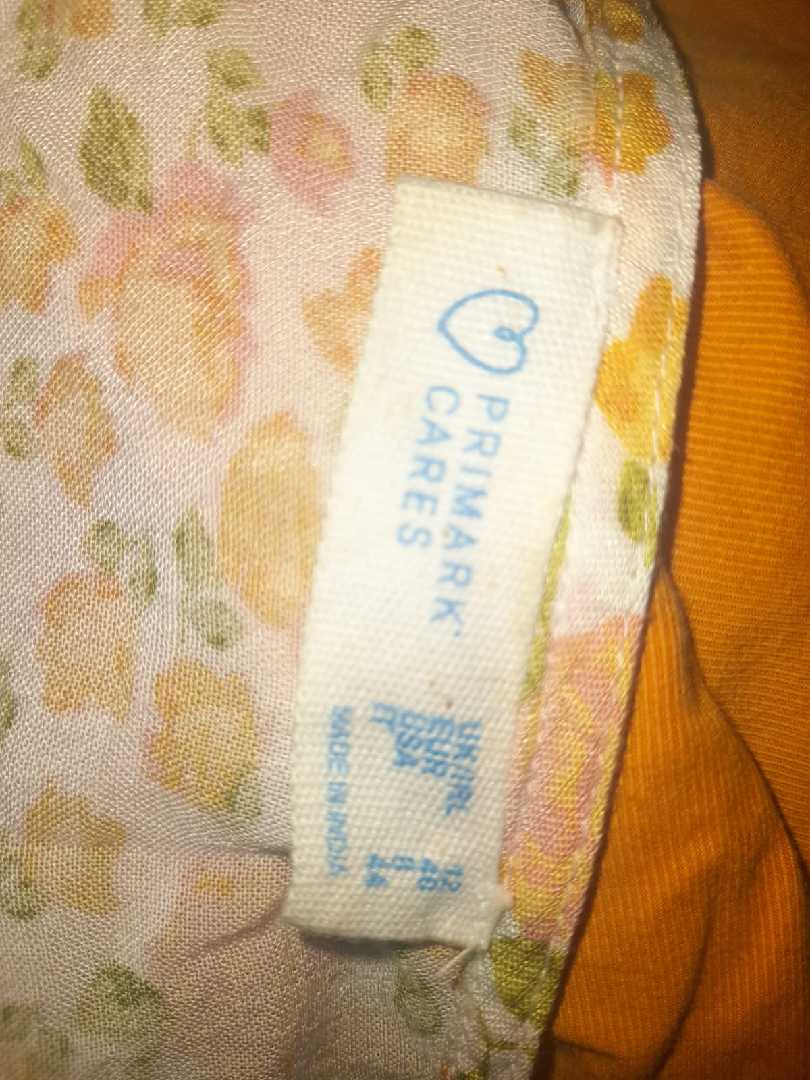 PRIMARK
CARES
UK/IRL 12
EUR 40
USA 8
IT 44
MADE IN INDIA